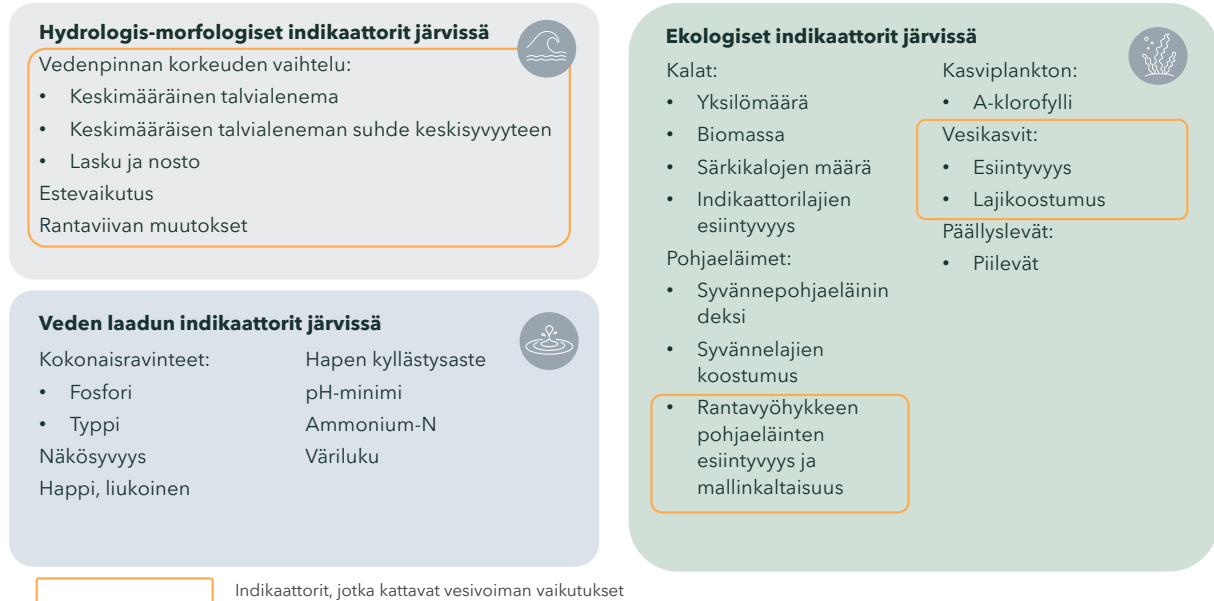 Hydrologis-morfologiset indikaattorit järvissä
Vedenpinnan korkeuden vaihtelu:
• Keskimääräinen talvialenema
• Keskimääräisen talvialeneman suhde keskisyvyyteen
• Lasku ja nosto
Estevaikutus
Rantaviivan muutokset
Veden laadun indikaattorit järvissä
Kokonaisravinteet:
• Fosfori
• Typpi
Näkösyvyys
Happi, liukoinen
Hapen kyllästysaste
pH-minimi
Ammonium-N
Väriluku
Ekologiset indikaattorit järvissä
Kalat:
• Yksilömäärä
• Biomassa
• Särkikalojen määrä
• Indikaattorilajien
esiintyvyys
Pohjaeläimet:
• Syvännepohjaeläinin
deksi
• Syvännelajien
koostumus
• Rantavyöhykkeen
pohjaeläinten
esiintyvyys ja
mallinkaltaisuus
Kasviplankton:
• A-klorofylli
Vesikasvit:
• Esiintyvyys
• Lajikoostumus
Päällyslevät:
• Piilevät
Indikaattorit, jotka kattavat vesivoiman vaikutukset